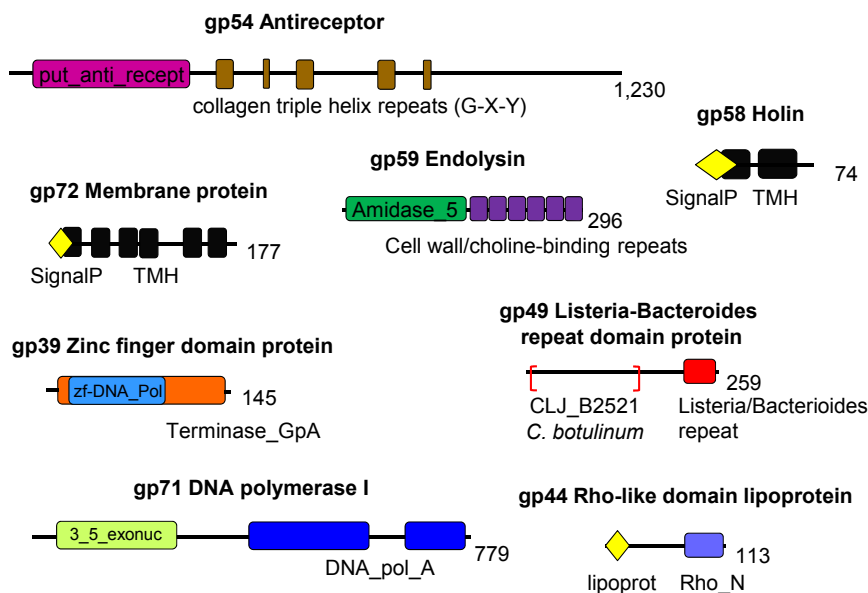 gp54 Antireceptor
put_anti_recept
collagen triple helix repeats (G-X-Y)
1,230
gp58 Holin
SignalP TMH
74
gp59 Endolysin
Amidase_5
296
Cell wall/choline-binding repeats
gp72 Membrane protein
177
SignalP TMH
gp49 Listeria-Bacteroides
repeat domain protein
259
CLJ_B2521 Listeria/Bacterioides
C. botulinum repeat
gp39 Zinc finger domain protein
zf-DNA_Pol
145
Terminase_GpA
gp71 DNA polymerase I
3_5_exonuc
779
DNA_pol_A
gp44 Rho-like domain lipoprotein
113
lipoprot Rho_N